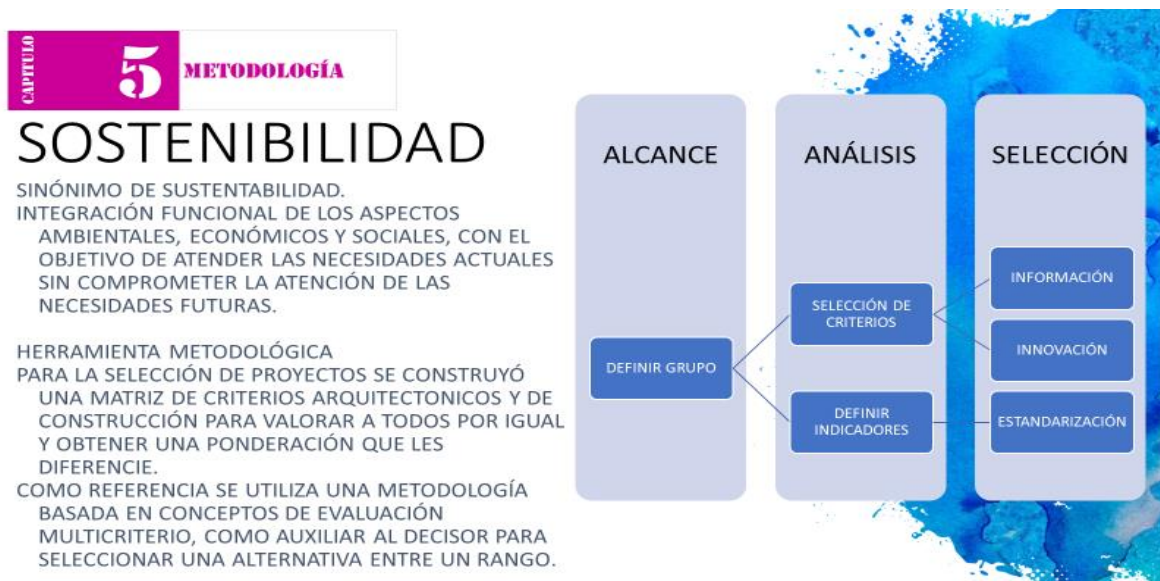 CAPITULO
5
METODOLOGÍA
SOSTENIBILIDAD
SINÓNIMO DE SUSTENTABILIDAD.
INTEGRACIÓN FUNCIONAL DE LOS ASPECTOS
AMBIENTALES, ECONÓMICOS Y SOCIALES, CON EL
OBJETIVO DE ATENDER LAS NECESIDADES ACTUALES
SIN COMPROMETER LA ATENCIÓN DE LAS
NECESIDADES FUTURAS.
HERRAMIENTA METODOLÓGICA
PARA LA SELECCIÓN DE PROYECTOS SE CONSTRUYÓ
UNA MATRIZ DE CRITERIOS ARQUITECTONICOS Y DE
CONSTRUCCIÓN PARA VALORAR A TODOS POR IGUAL
Y OBTENER UNA PONDERACIÓN QUE LES
DIFERENCIE.
COMO REFERENCIA SE UTILIZA UNA METODOLOGÍA
BASADA EN CONCEPTOS DE EVALUACIÓN
MULTICRITERIO, COMO AUXILIAR AL DECISOR PARA
SELECCIONAR UNA ALTERNATIVA ENTRE UN RANGO.
ALCANCE
DEFINIR GRUPO
ANÁLISIS
SELECCIÓN DE
CRITERIOS
DEFINIR
INDICADORES
SELECCIÓN
INFORMACIÓN
INNOVACIÓN
ESTANDARIZACIÓN